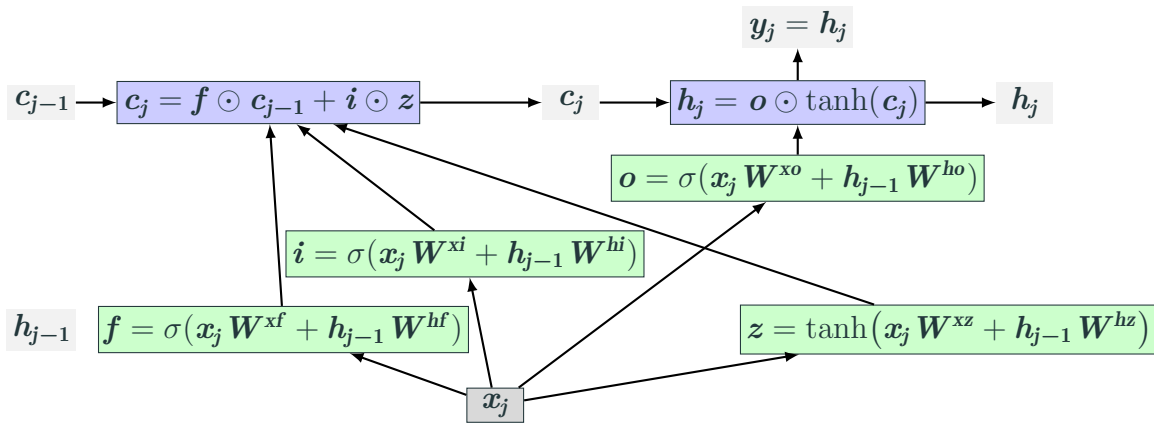 y_j = h_j
c_{j−1}
c_j = f ⊙ c_{j−1} + i ⊙ z
c_j
h_j = o ⊙ tanh(c_j)
h_j
o = σ(x_j W^{xo} + h_{j−1} W^{ho})
i = σ(x_j W^{xi} + h_{j−1} W^{hi})
h_{j−1}
f = σ(x_j W^{xf} + h_{j−1} W^{hf})
z = tanh(x_j W^{xz} + h_{j−1} W^{hz})
x_j